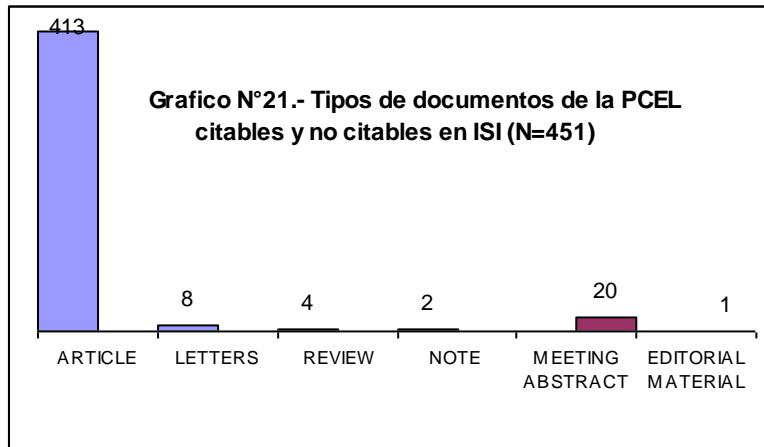 413
Grafico N°21.- Tipos de documentos de la PCEL
citables y no citables en ISI (N=451)
8
4
2
20
1
ARTICLE
LETTERS
REVIEW
NOTE
MEETING
ABSTRACT
EDITORIAL
MATERIAL